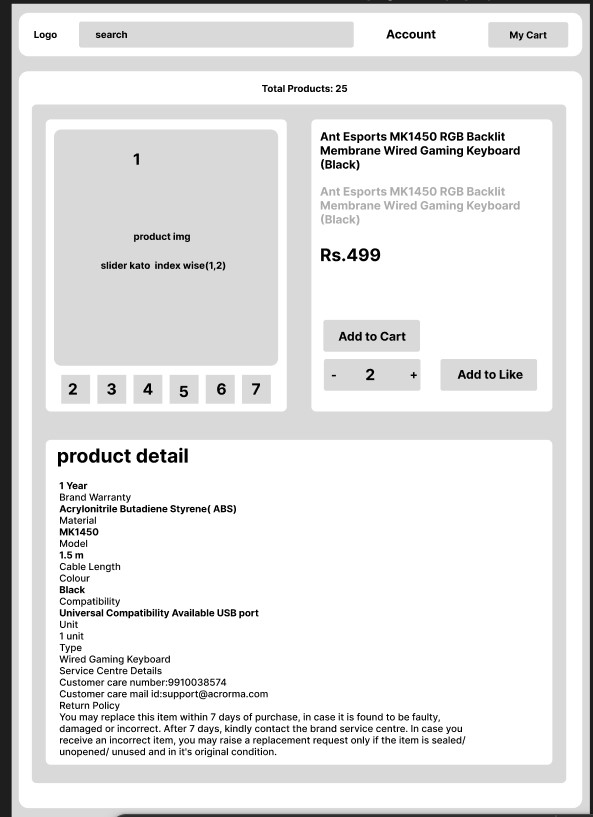 Logo
search
Account
My Cart
Total Products: 25
1
product img
slider kato index wise(1,2)
2 3 4 5 6 7
Ant Esports MK1450 RGB Backlit
Membrane Wired Gaming Keyboard
(Black)
Ant Esports MK1450 RGB Backlit
Membrane Wired Gaming Keyboard
(Black)
Rs.499
Add to Cart
- 2 +
Add to Like
product detail
1 Year
Brand Warranty
Acrylonitrile Butadiene Styrene( ABS)
Material
MK1450
Model
1.5 m
Cable Length
Colour
Black
Compatibility
Universal Compatibility Available USB port
Unit
1 unit
Type
Wired Gaming Keyboard
Service Centre Details
Customer care number:9910038574
Customer care mail id:support@acrorma.com
Return Policy
You may replace this item within 7 days of purchase, in case it is found to be faulty,
damaged or incorrect. After 7 days, kindly contact the brand service centre. In case you
receive an incorrect item, you may raise a replacement request only if the item is sealed/
unopened/ unused and in it's original condition.